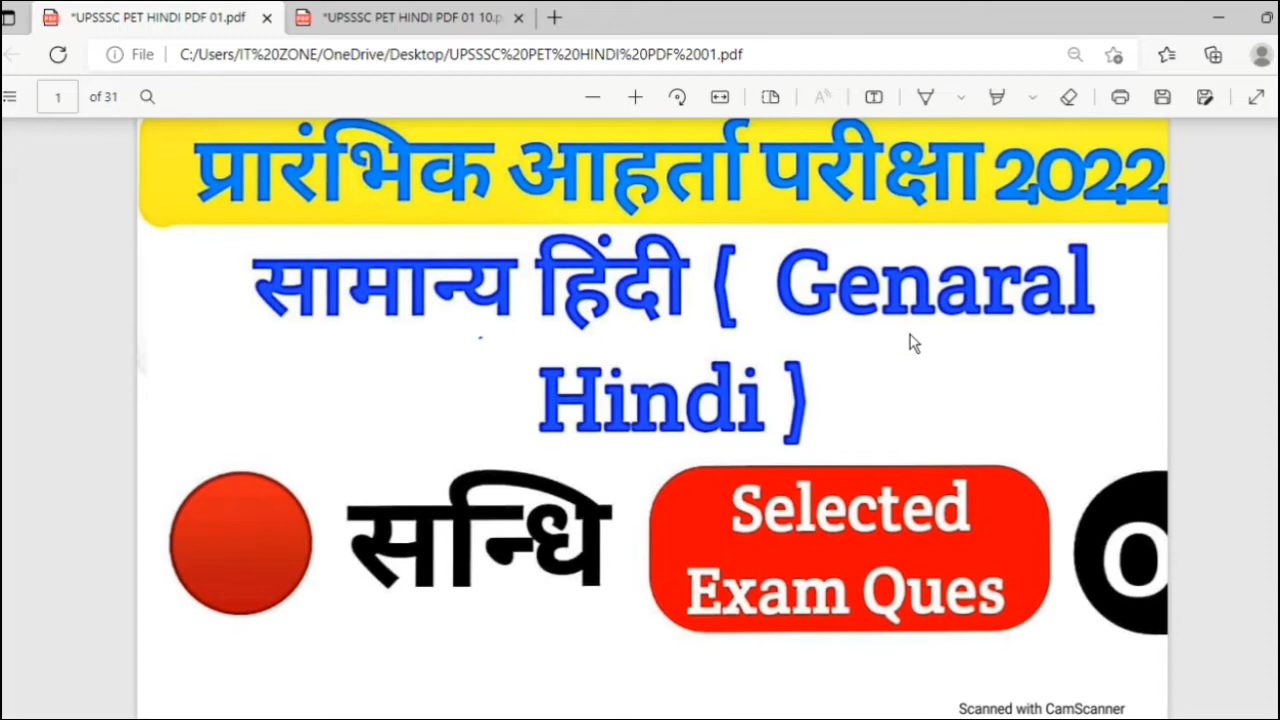 *UPSSSC PET HINDI PDF 01.pdf
*UPSSSC PET HINDI PDF 01 10.p
File
C:/Users/IT%20ZONE/OneDrive/Desktop/UPSSSC%20PET%20HINDI%20PDF%2001.pdf
1 of 31
प्रारंभिक आहर्ता परीक्षा 2022
सामान्य हिंदी { Genaral
Hindi }
सन्धि
Selected
Exam Ques
Scanned with CamScanner